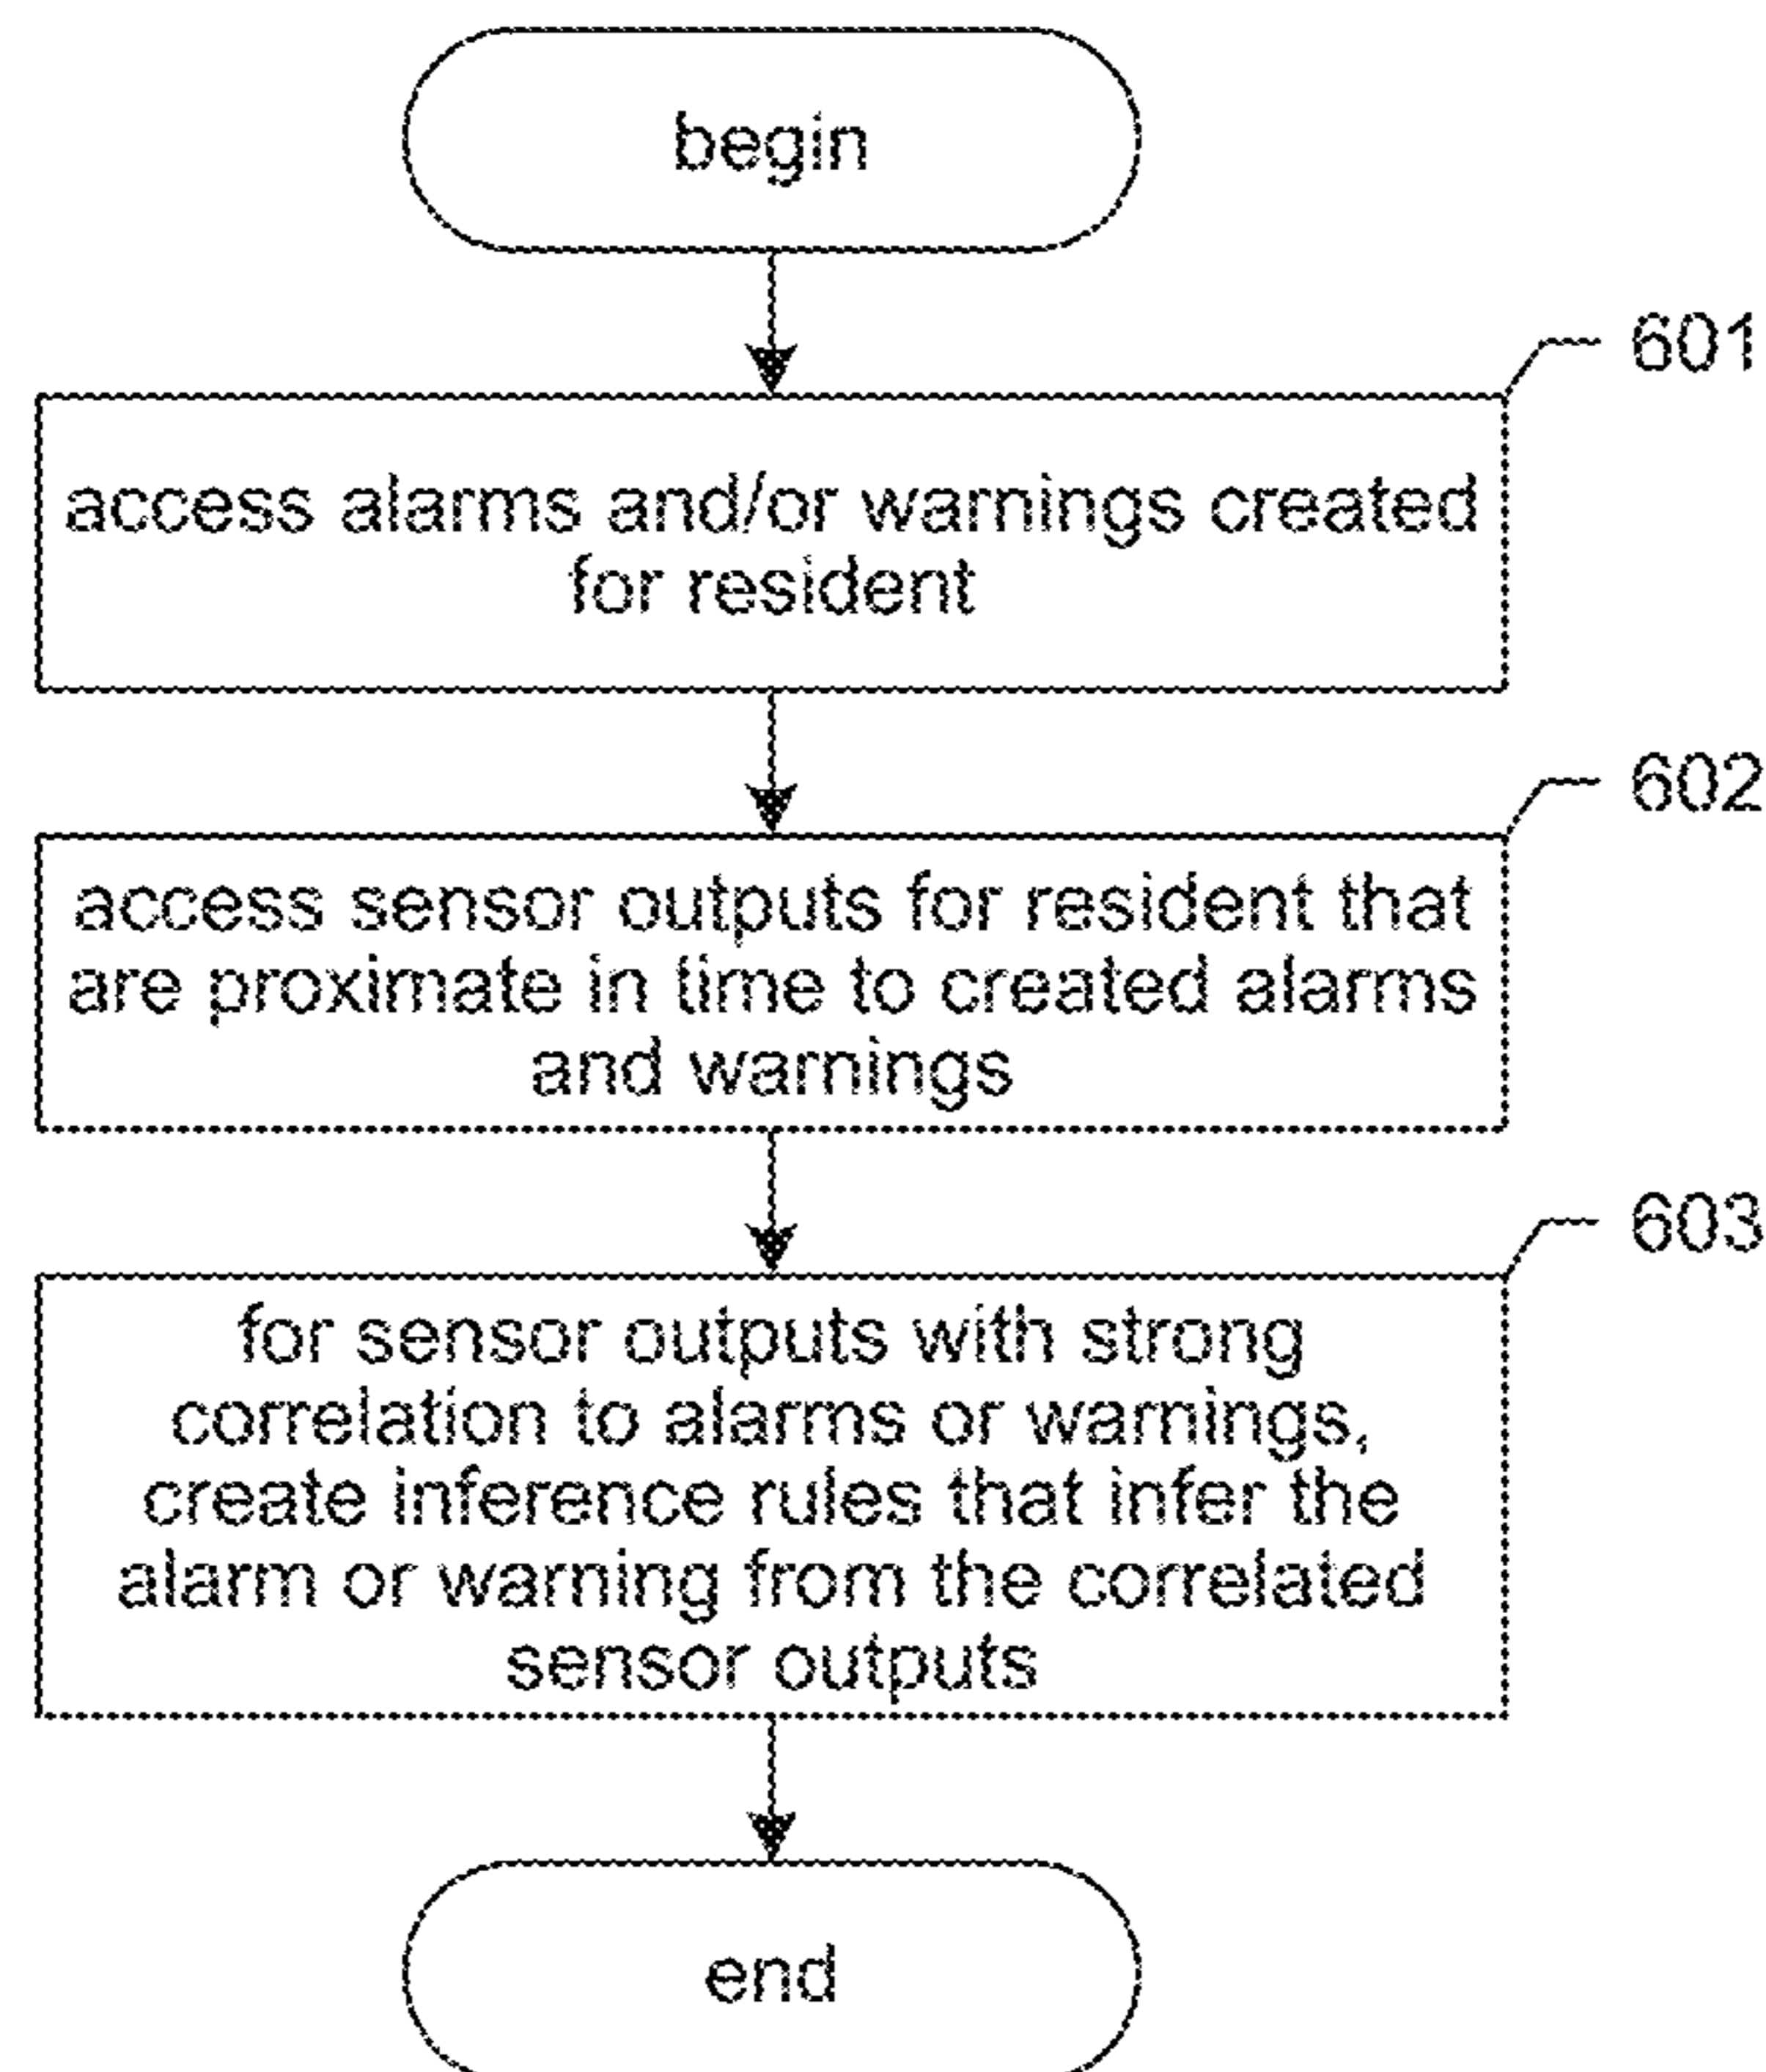 begin
601
access alarms and/or warnings created
for resident
602
access sensor outputs for resident that
are proximate in time to created alarms
and warnings
603
for sensor outputs with strong
correlation to alarms or warnings,
create inference rules that infer the
alarm or warning from the correlated
sensor outputs
end